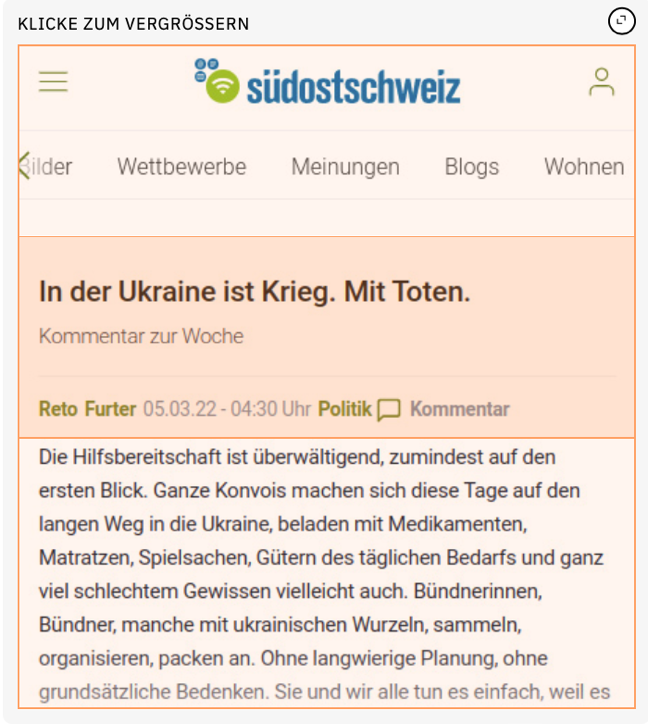 KLICKE ZUM VERGRÖSSERN
südostschweiz
Bilder Wettbewerbe Meinungen Blogs Wohnen
In der Ukraine ist Krieg. Mit Toten.
Kommentar zur Woche
Reto Furter 05.03.22 - 04:30 Uhr Politik Kommentar
Die Hilfsbereitschaft ist überwältigend, zumindest auf den
ersten Blick. Ganze Konvois machen sich diese Tage auf den
langen Weg in die Ukraine, beladen mit Medikamenten,
Matratzen, Spielsachen, Gütern des täglichen Bedarfs und ganz
viel schlechtem Gewissen vielleicht auch. Bündnerinnen,
Bündner, manche mit ukrainischen Wurzeln, sammeln,
organisieren, packen an. Ohne langwierige Planung, ohne
grundsätzliche Bedenken. Sie und wir alle tun es einfach, weil es